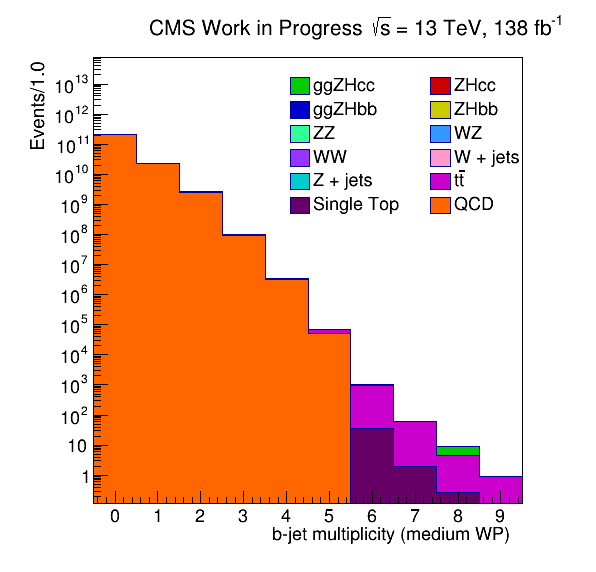 CMS Work in Progress √s = 13 TeV, 138 fb⁻¹
Events/1.0
10¹³
10¹²
10¹¹
10¹⁰
10⁹
10⁸
10⁷
10⁶
10⁵
10⁴
10³
10²
10
1
ggZHcc ZHcc
ggZHbb ZHbb
ZZ WZ
WW W + jets
Z + jets tt̄
Single Top QCD
0 1 2 3 4 5 6 7 8 9
b-jet multiplicity (medium WP)